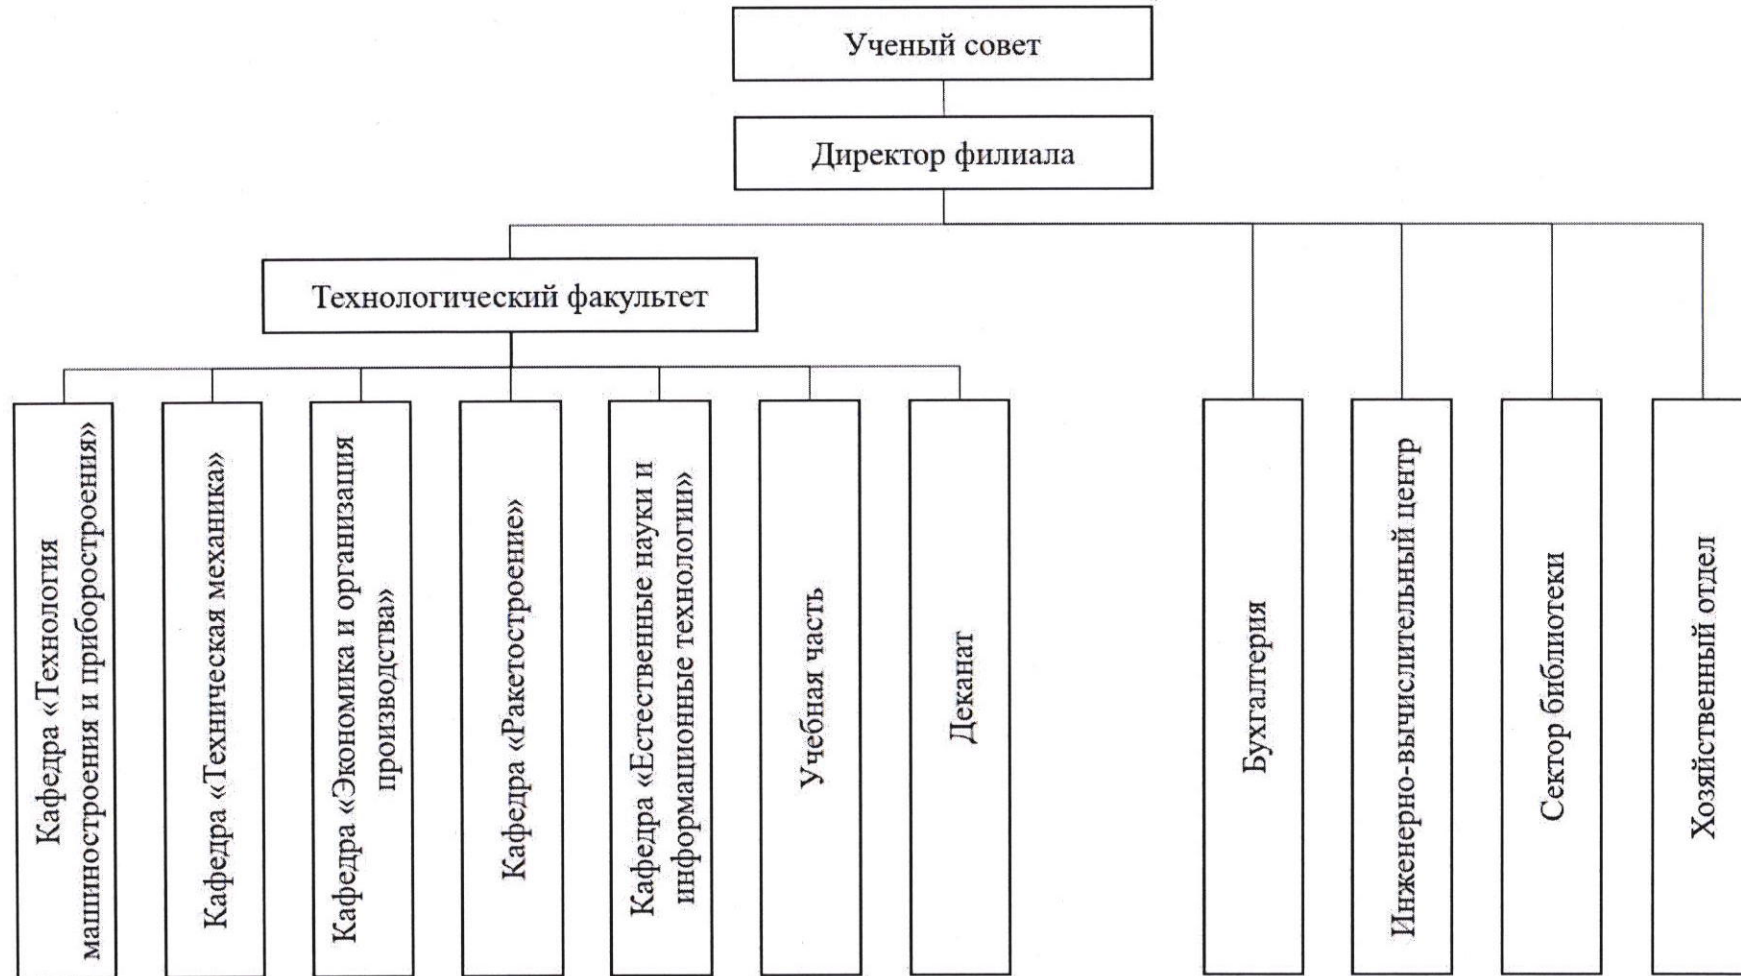 Ученый совет
Директор филиала
Технологический факультет
Кафедра «Технология
машиностроения и приборостроения»
Кафедра «Техническая механика»
Кафедра «Экономика и организация
производства»
Кафедра «Ракетостроение»
Кафедра «Естественные науки и
информационные технологии»
Учебная часть
Деканат
Бухгалтерия
Инженерно-вычислительный центр
Сектор библиотеки
Хозяйственный отдел